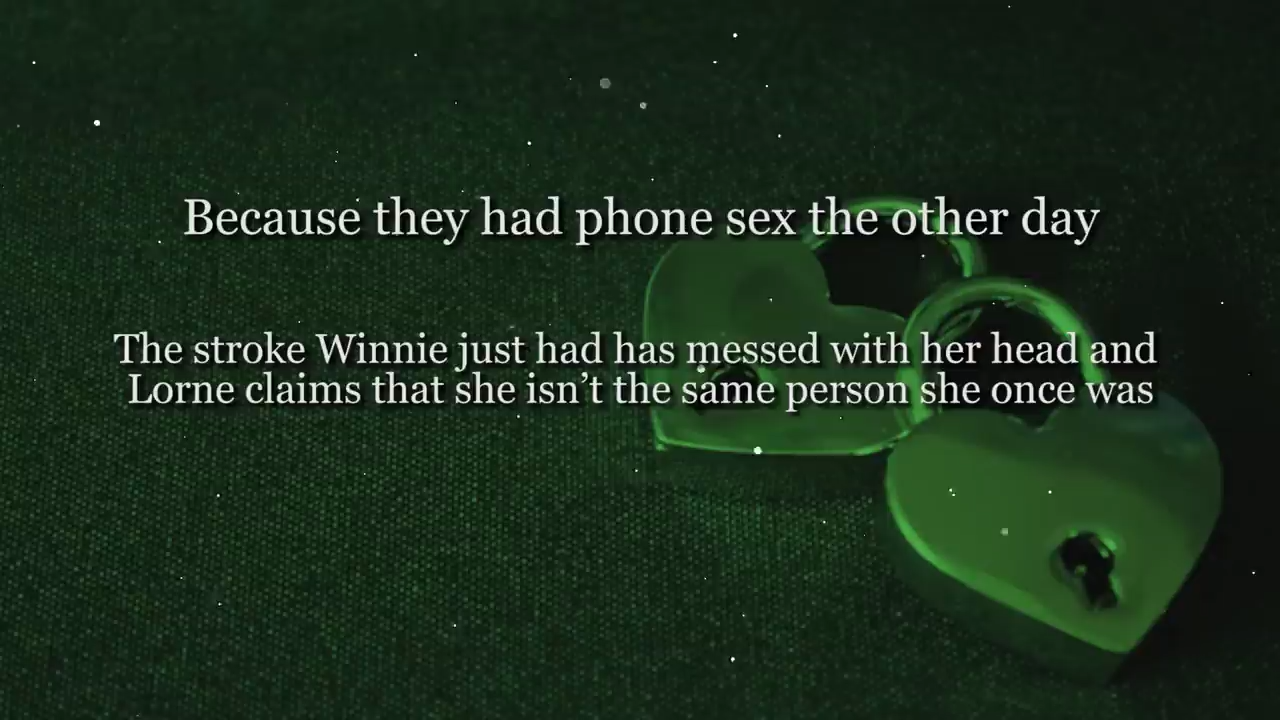 Because they had phone sex the other day
The stroke Winnie just had has messed with her head and
Lorne claims that she isn’t the same person she once was